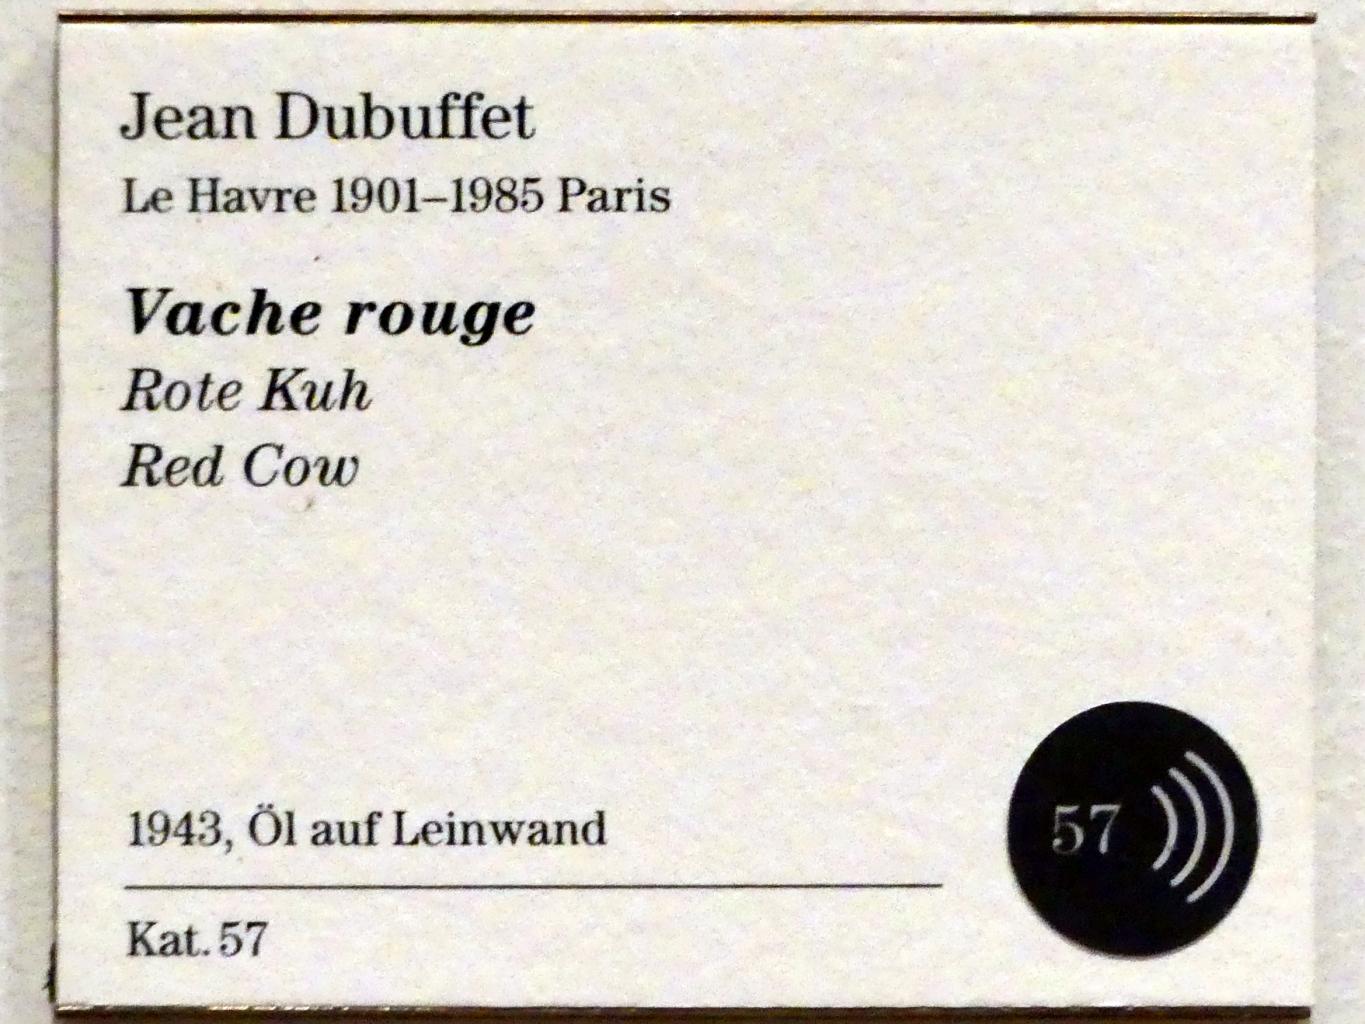 Jean Dubuffet
Le Havre 1901–1985 Paris
Vache rouge
Rote Kuh
Red Cow
1943, Öl auf Leinwand
57
Kat. 57